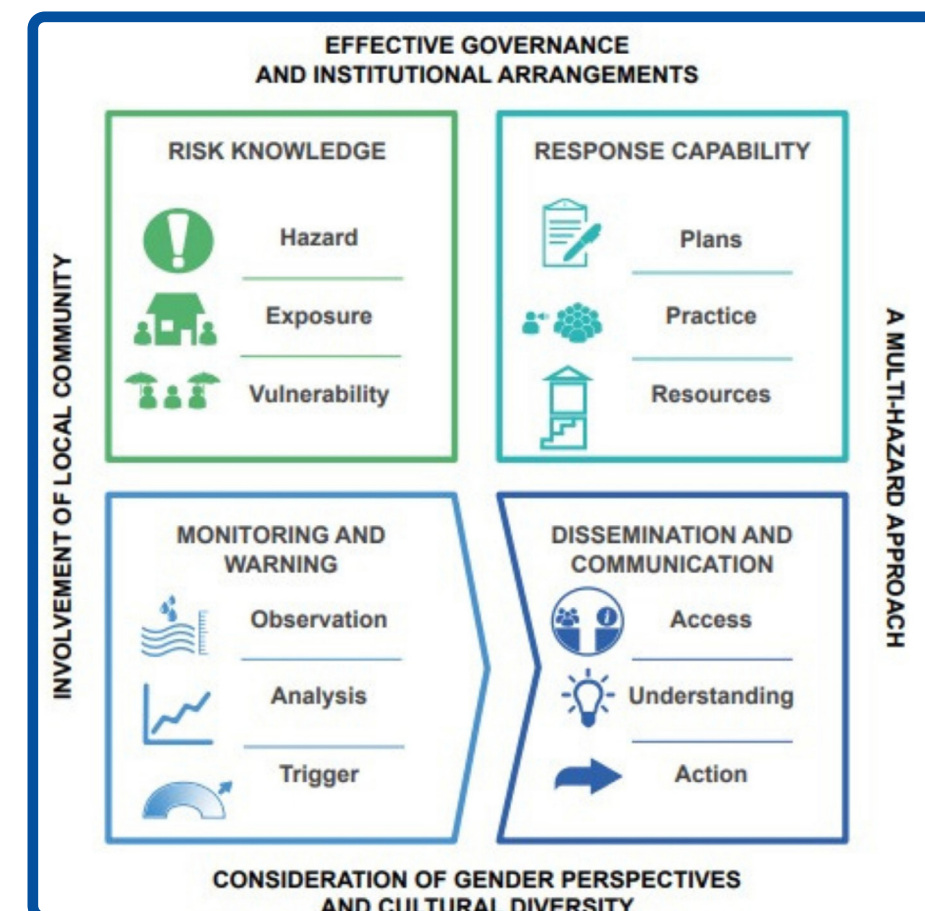 EFFECTIVE GOVERNANCE
AND INSTITUTIONAL ARRANGEMENTS
INVOLVEMENT OF LOCAL COMMUNITY
RISK KNOWLEDGE
Hazard
Exposure
Vulnerability
RESPONSE CAPABILITY
Plans
Practice
Resources
MONITORING AND
WARNING
Observation
Analysis
Trigger
DISSEMINATION AND
COMMUNICATION
Access
Understanding
Action
A MULTI-HAZARD APPROACH
CONSIDERATION OF GENDER PERSPECTIVES
AND CULTURAL DIVERSITY